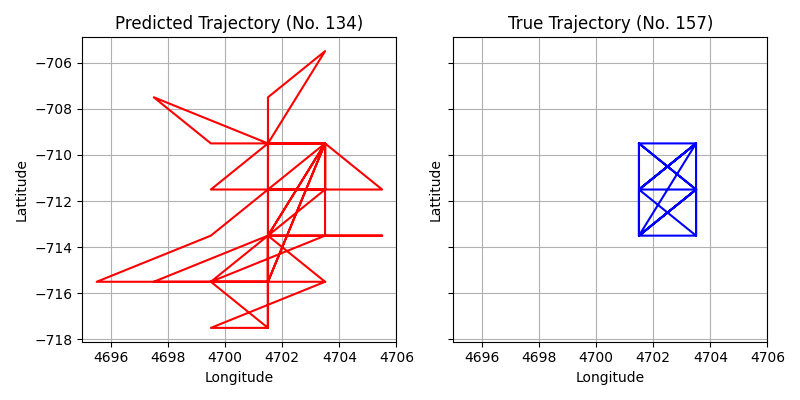 Predicted Trajectory (No. 134)
True Trajectory (No. 157)
Lattitude
−706
−708
−710
−712
−714
−716
−718
4696 4698 4700 4702 4704 4706
Longitude
Lattitude
4696 4698 4700 4702 4704 4706
Longitude